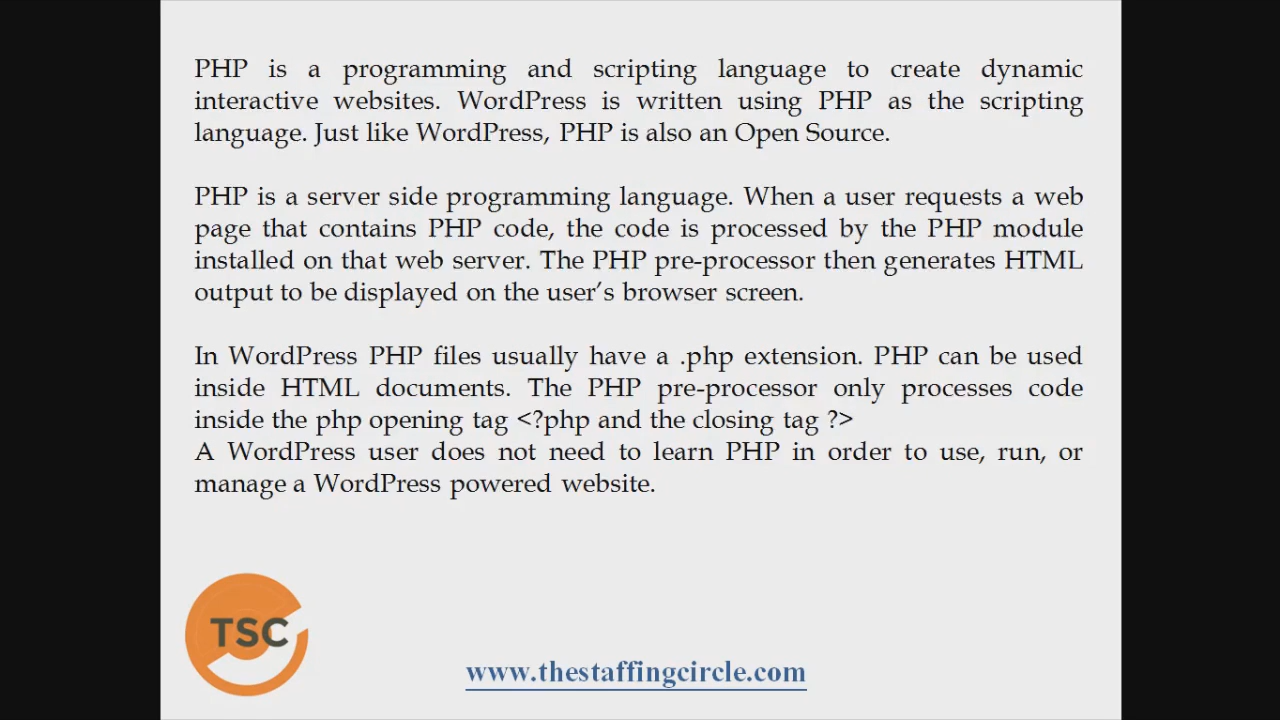 PHP is a programming and scripting language to create dynamic
interactive websites. WordPress is written using PHP as the scripting
language. Just like WordPress, PHP is also an Open Source.
PHP is a server side programming language. When a user requests a web
page that contains PHP code, the code is processed by the PHP module
installed on that web server. The PHP pre-processor then generates HTML
output to be displayed on the user’s browser screen.
In WordPress PHP files usually have a .php extension. PHP can be used
inside HTML documents. The PHP pre-processor only processes code
inside the php opening tag <?php and the closing tag ?>
A WordPress user does not need to learn PHP in order to use, run, or
manage a WordPress powered website.
TSC
www.thestaffingcircle.com